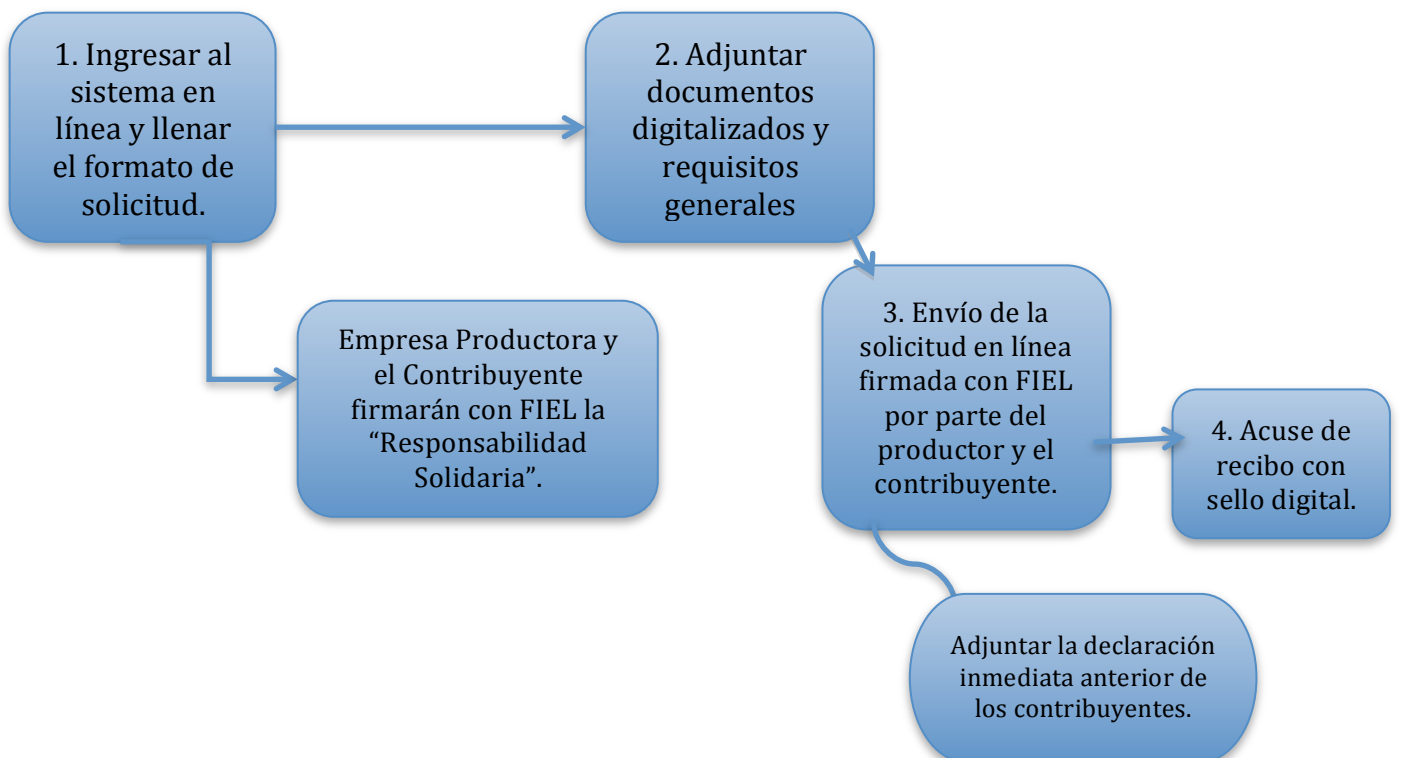 1. Ingresar al
sistema en
línea y llenar
el formato de
solicitud.
2. Adjuntar
documentos
digitalizados y
requisitos
generales
Empresa Productora y
el Contribuyente
firmarán con FIEL la
“Responsabilidad
Solidaria”.
3. Envío de la
solicitud en línea
firmada con FIEL
por parte del
productor y el
contribuyente.
4. Acuse de
recibo con
sello digital.
Adjuntar la declaración
inmediata anterior de
los contribuyentes.